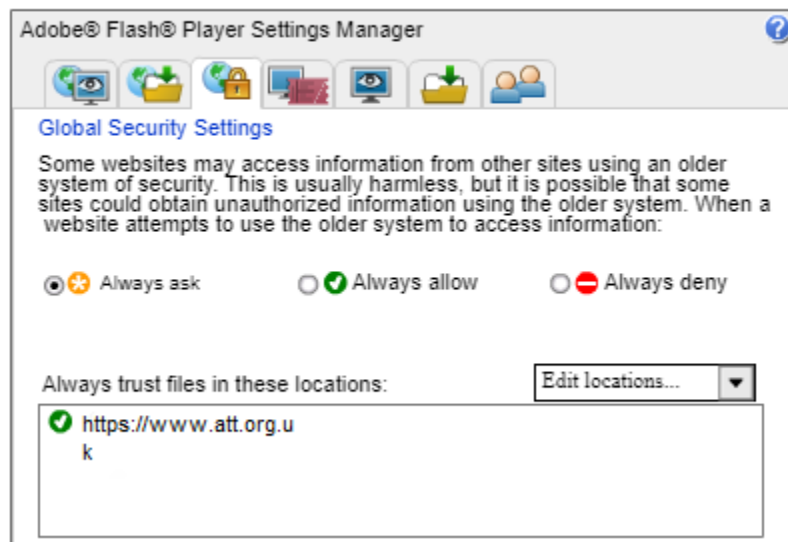 Adobe® Flash® Player Settings Manager
?
Global Security Settings
Some websites may access information from other sites using an older
system of security. This is usually harmless, but it is possible that some
sites could obtain unauthorized information using the older system. When a
website attempts to use the older system to access information:
Always ask Always allow Always deny
Always trust files in these locations: Edit locations...
https://www.att.org.u
k